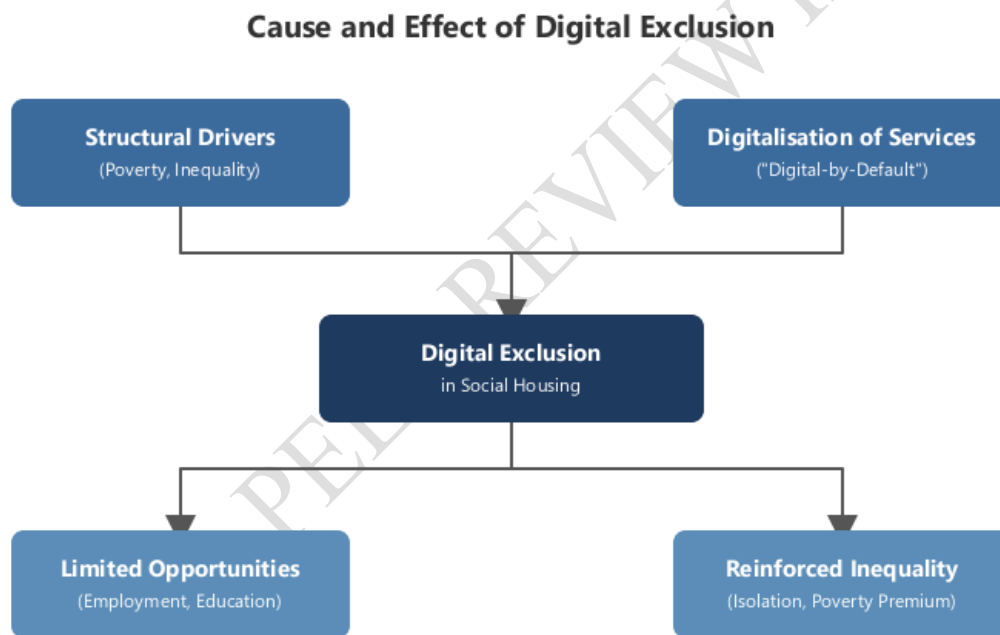 Cause and Effect of Digital Exclusion
Structural Drivers
(Poverty, Inequality)
Digitalisation of Services
("Digital-by-Default")
Digital Exclusion
in Social Housing
Limited Opportunities
(Employment, Education)
Reinforced Inequality
(Isolation, Poverty Premium)
REVIEW